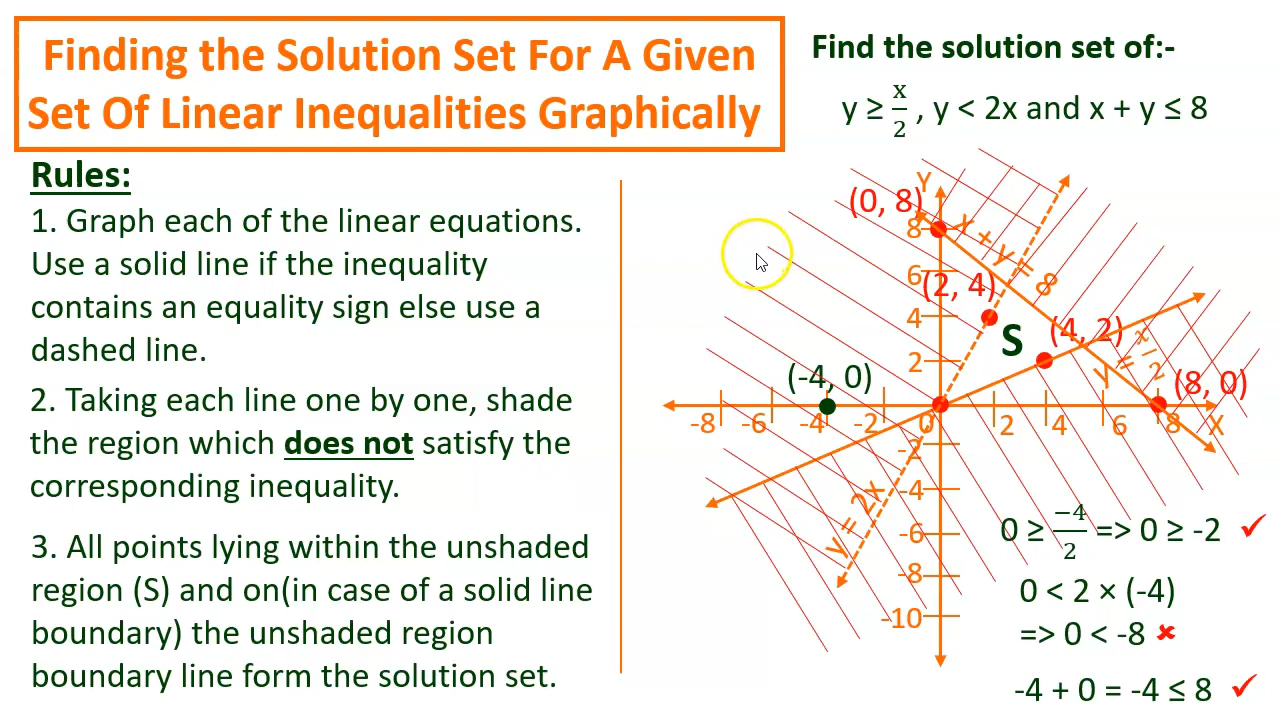 Finding the Solution Set For A Given
Set Of Linear Inequalities Graphically
Rules:
1. Graph each of the linear equations.
Use a solid line if the inequality
contains an equality sign else use a
dashed line.
2. Taking each line one by one, shade
the region which does not satisfy the
corresponding inequality.
3. All points lying within the unshaded
region (S) and on(in case of a solid line
boundary) the unshaded region
boundary line form the solution set.
Find the solution set of:-
y ≥ x/2 , y < 2x and x + y ≤ 8
Y
(0, 8)
8
x + y = 8
6
(2, 4)
4
S
(4, 2)
2
y = x/2
(-4, 0)
(8, 0)
-8 -6 -4 -2 0 2 4 6 8 X
-2
-4
y = 2x
-6
-8
-10
0 ≥ −4/2 => 0 ≥ -2 ✓
0 < 2 × (-4)
=> 0 < -8 ✖
-4 + 0 = -4 ≤ 8 ✓